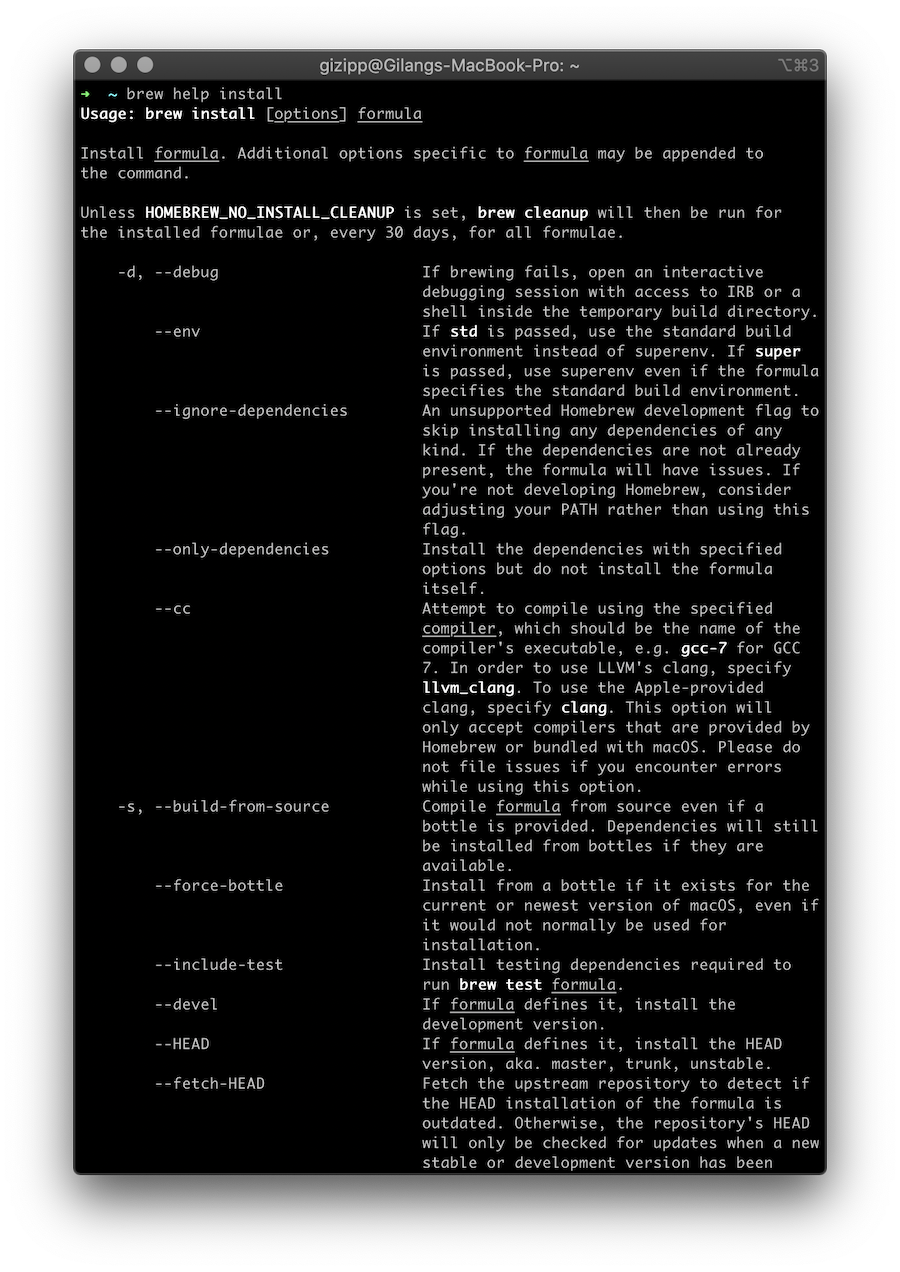 gizipp@Gilangs-MacBook-Pro: ~
⌥⌘3
➜ ~ brew help install
Usage: brew install [options] formula
Install formula. Additional options specific to formula may be appended to
the command.
Unless HOMEBREW_NO_INSTALL_CLEANUP is set, brew cleanup will then be run for
the installed formulae or, every 30 days, for all formulae.
-d, --debug If brewing fails, open an interactive
debugging session with access to IRB or a
shell inside the temporary build directory.
--env If std is passed, use the standard build
environment instead of superenv. If super
is passed, use superenv even if the formula
specifies the standard build environment.
--ignore-dependencies An unsupported Homebrew development flag to
skip installing any dependencies of any
kind. If the dependencies are not already
present, the formula will have issues. If
you're not developing Homebrew, consider
adjusting your PATH rather than using this
flag.
--only-dependencies Install the dependencies with specified
options but do not install the formula
itself.
--cc Attempt to compile using the specified
compiler, which should be the name of the
compiler's executable, e.g. gcc-7 for GCC
7. In order to use LLVM's clang, specify
llvm_clang. To use the Apple-provided
clang, specify clang. This option will
only accept compilers that are provided by
Homebrew or bundled with macOS. Please do
not file issues if you encounter errors
while using this option.
-s, --build-from-source Compile formula from source even if a
bottle is provided. Dependencies will still
be installed from bottles if they are
available.
--force-bottle Install from a bottle if it exists for the
current or newest version of macOS, even if
it would not normally be used for
installation.
--include-test Install testing dependencies required to
run brew test formula.
--devel If formula defines it, install the
development version.
--HEAD If formula defines it, install the HEAD
version, aka. master, trunk, unstable.
--fetch-HEAD Fetch the upstream repository to detect if
the HEAD installation of the formula is
outdated. Otherwise, the repository's HEAD
will only be checked for updates when a new
stable or development version has been